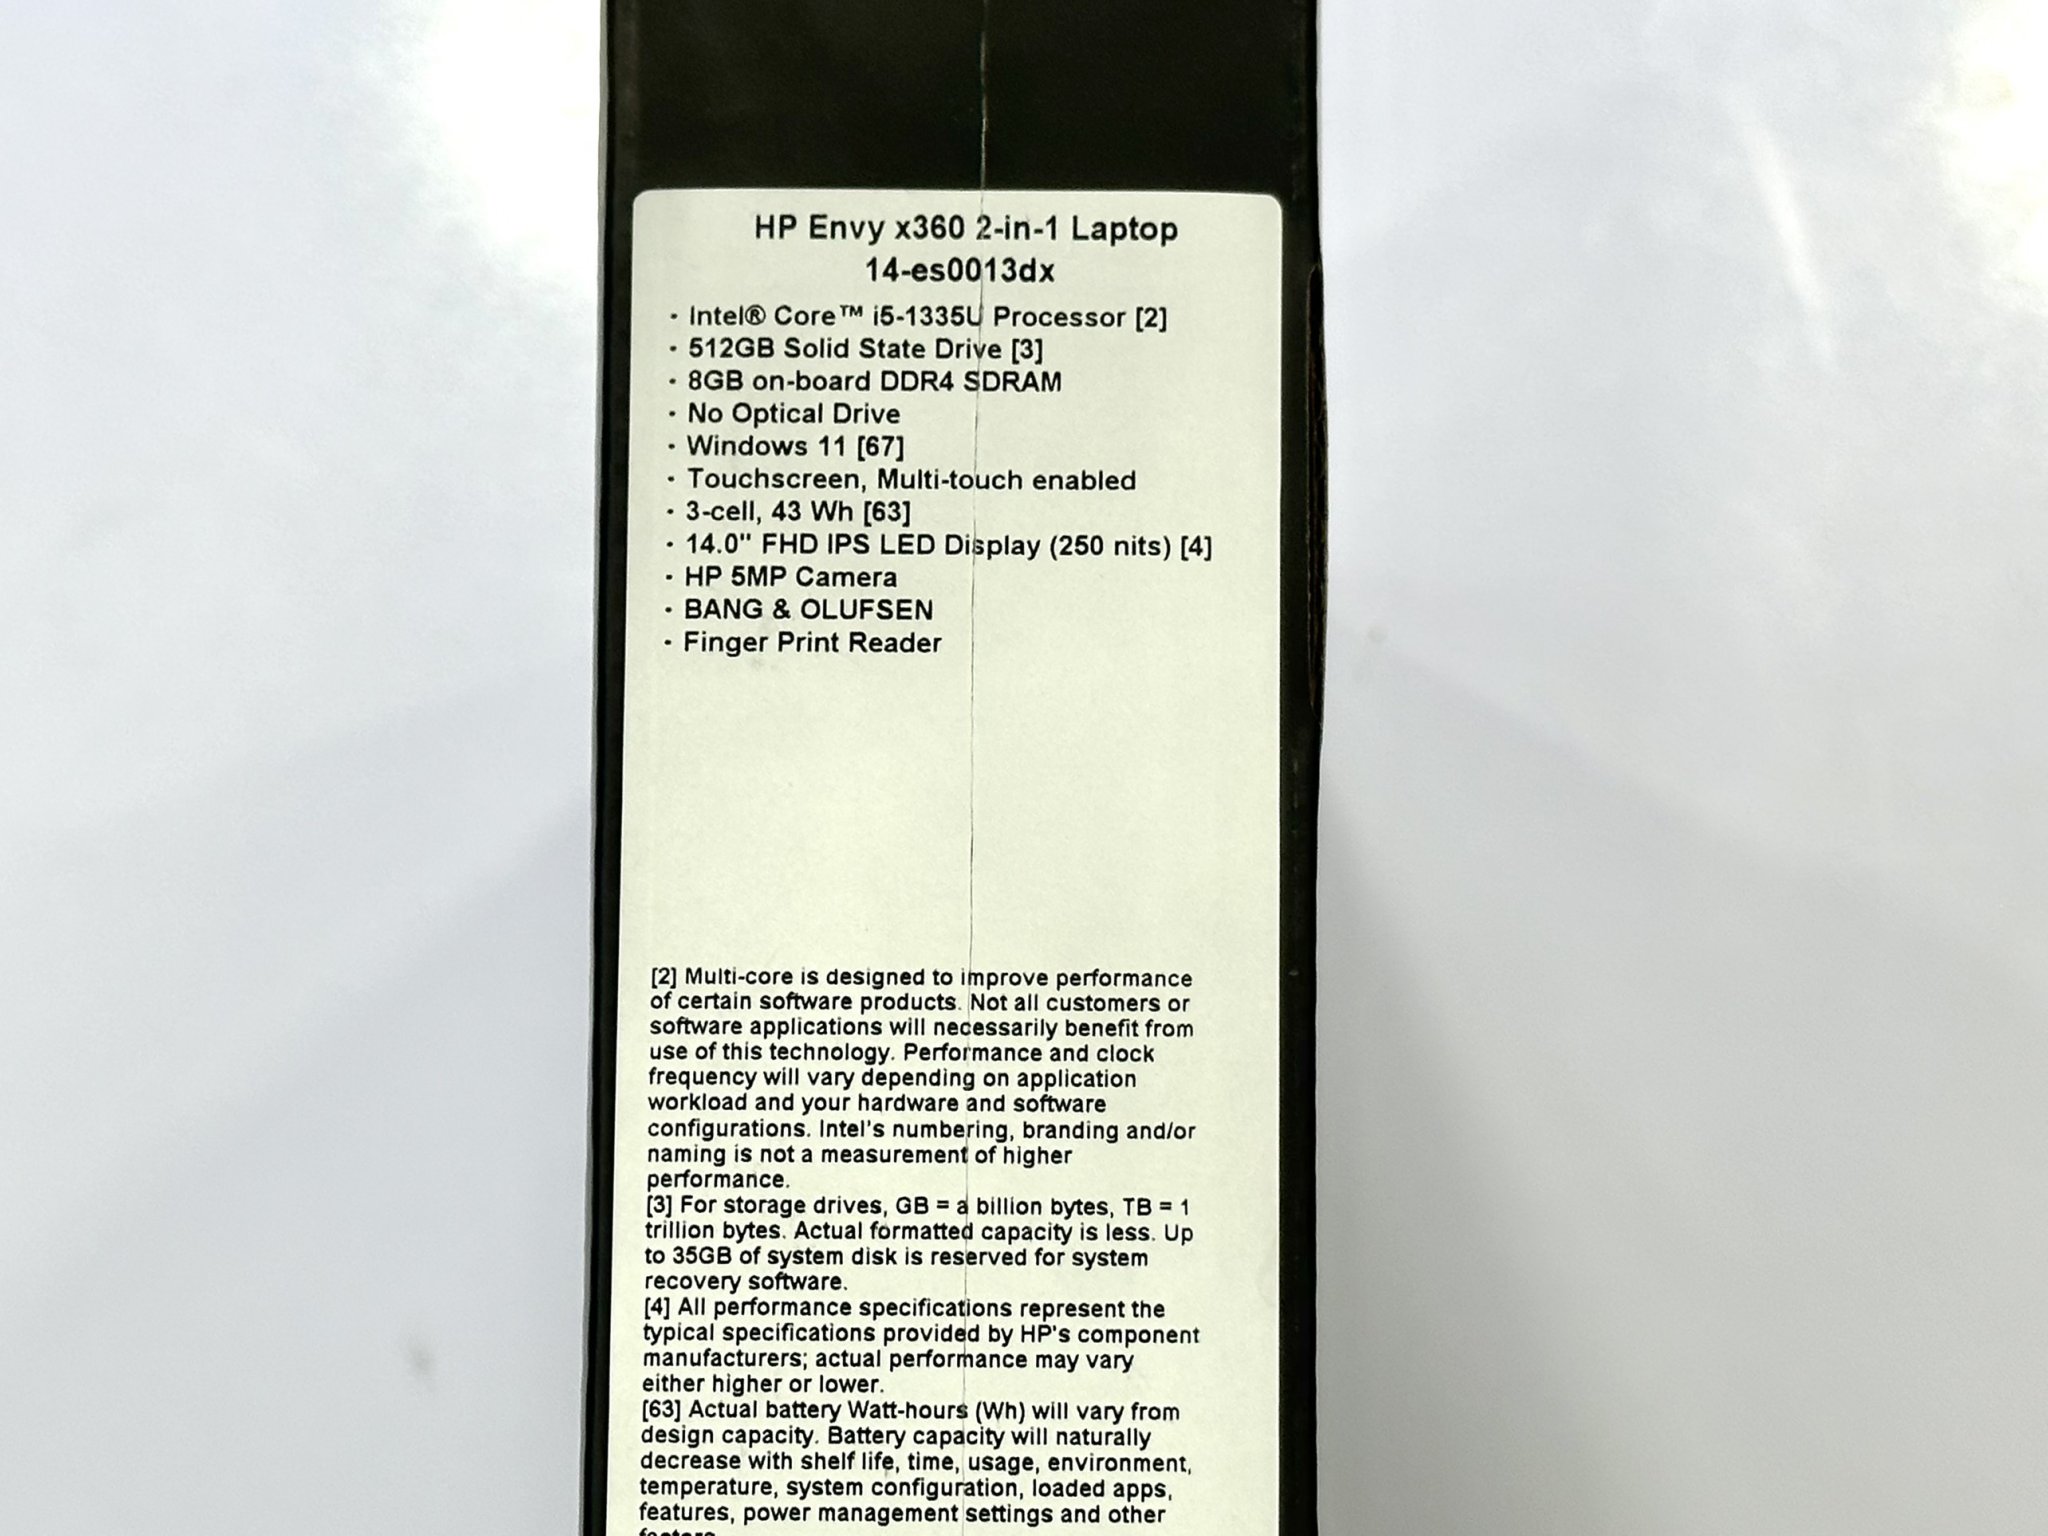 HP Envy x360 2-in-1 Laptop
14-es0013dx
· Intel® Core™ i5-1335U Processor [2]
· 512GB Solid State Drive [3]
· 8GB on-board DDR4 SDRAM
· No Optical Drive
· Windows 11 [67]
· Touchscreen, Multi-touch enabled
· 3-cell, 43 Wh [63]
· 14.0" FHD IPS LED Display (250 nits) [4]
· HP 5MP Camera
· BANG & OLUFSEN
· Finger Print Reader
[2] Multi-core is designed to improve performance
of certain software products. Not all customers or
software applications will necessarily benefit from
use of this technology. Performance and clock
frequency will vary depending on application
workload and your hardware and software
configurations. Intel's numbering, branding and/or
naming is not a measurement of higher
performance.
[3] For storage drives, GB = a billion bytes, TB = 1
trillion bytes. Actual formatted capacity is less. Up
to 35GB of system disk is reserved for system
recovery software.
[4] All performance specifications represent the
typical specifications provided by HP's component
manufacturers; actual performance may vary
either higher or lower.
[63] Actual battery Watt-hours (Wh) will vary from
design capacity. Battery capacity will naturally
decrease with shelf life, time, usage, environment,
temperature, system configuration, loaded apps,
features, power management settings and other